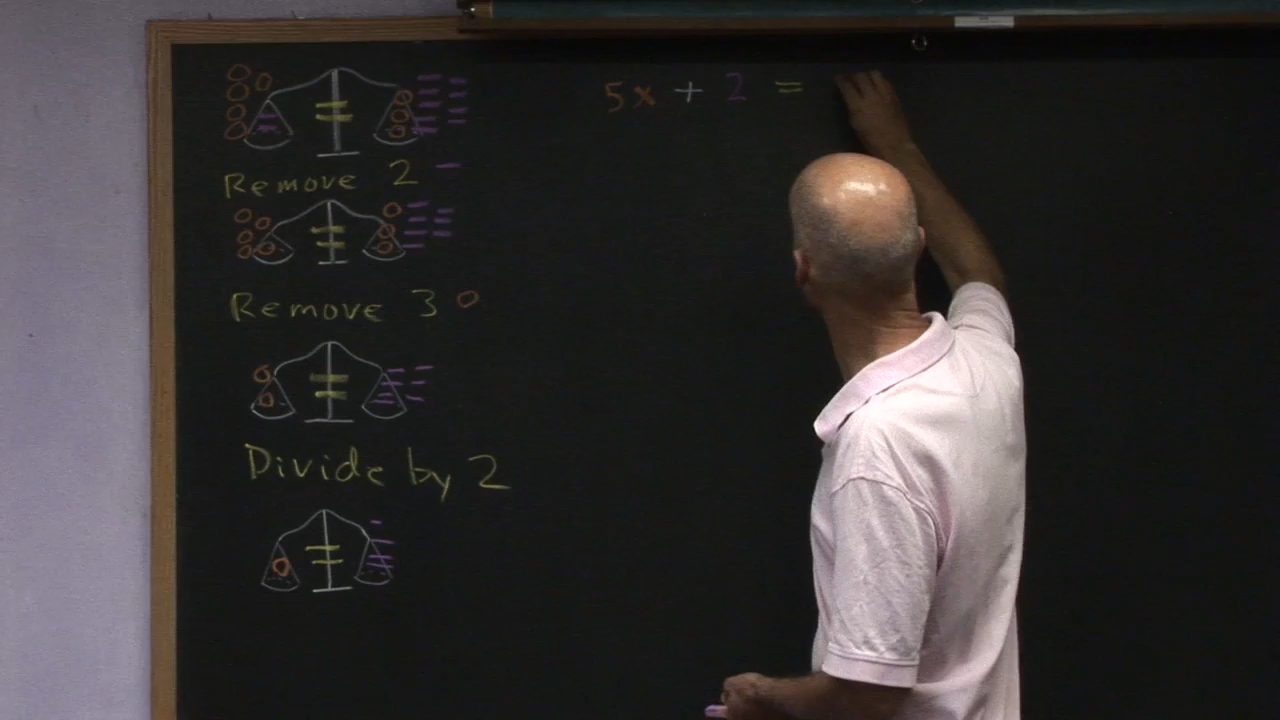 5x + 2 =
Remove 2 -
Remove 3 o
Divide by 2